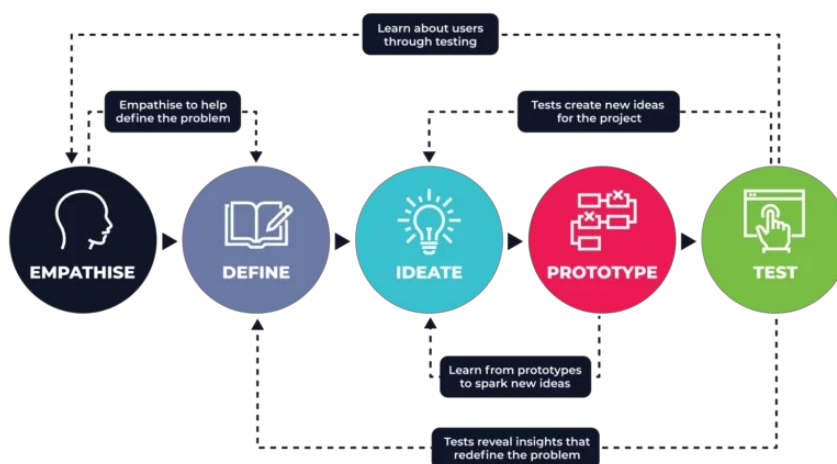 Learn about users
through testing
Empathise to help
define the problem
Tests create new ideas
for the project
EMPATHISE
DEFINE
IDEATE
PROTOTYPE
TEST
Learn from prototypes
to spark new ideas
Tests reveal insights that
redefine the problem